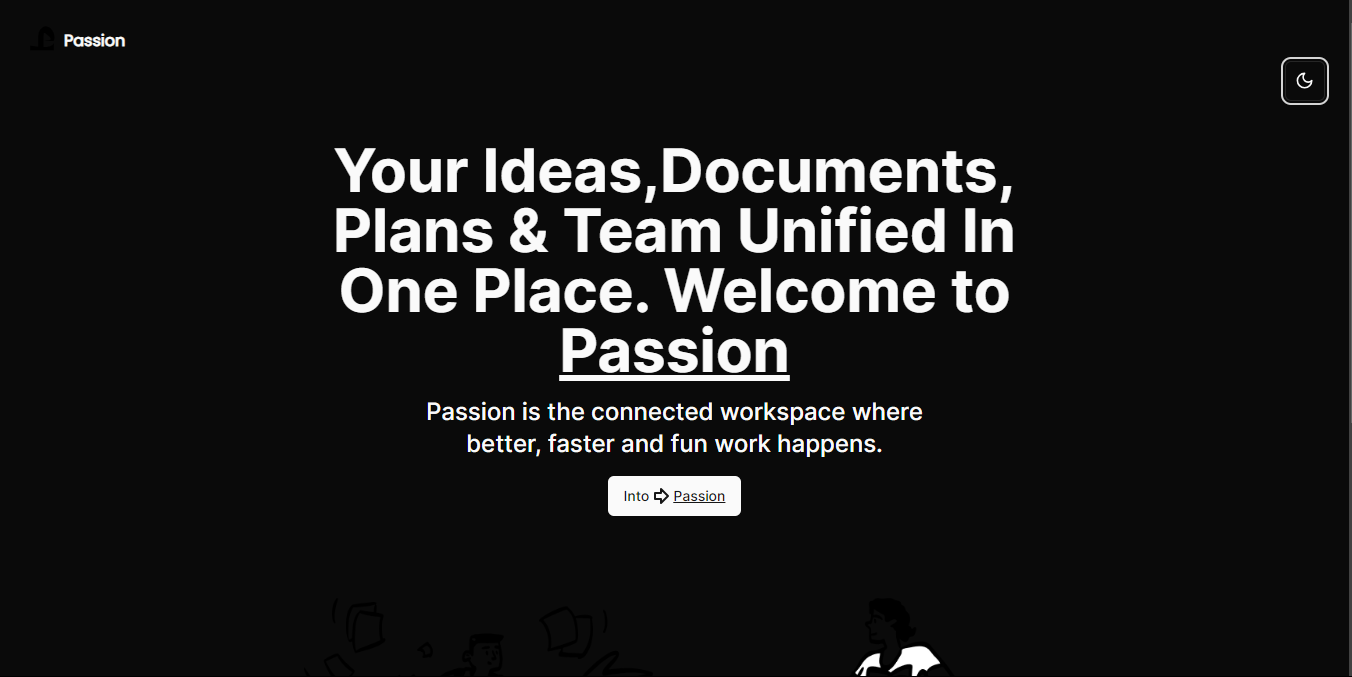 Passion
Your Ideas,Documents,
Plans & Team Unified In
One Place. Welcome to
Passion
Passion is the connected workspace where
better, faster and fun work happens.
Into Passion